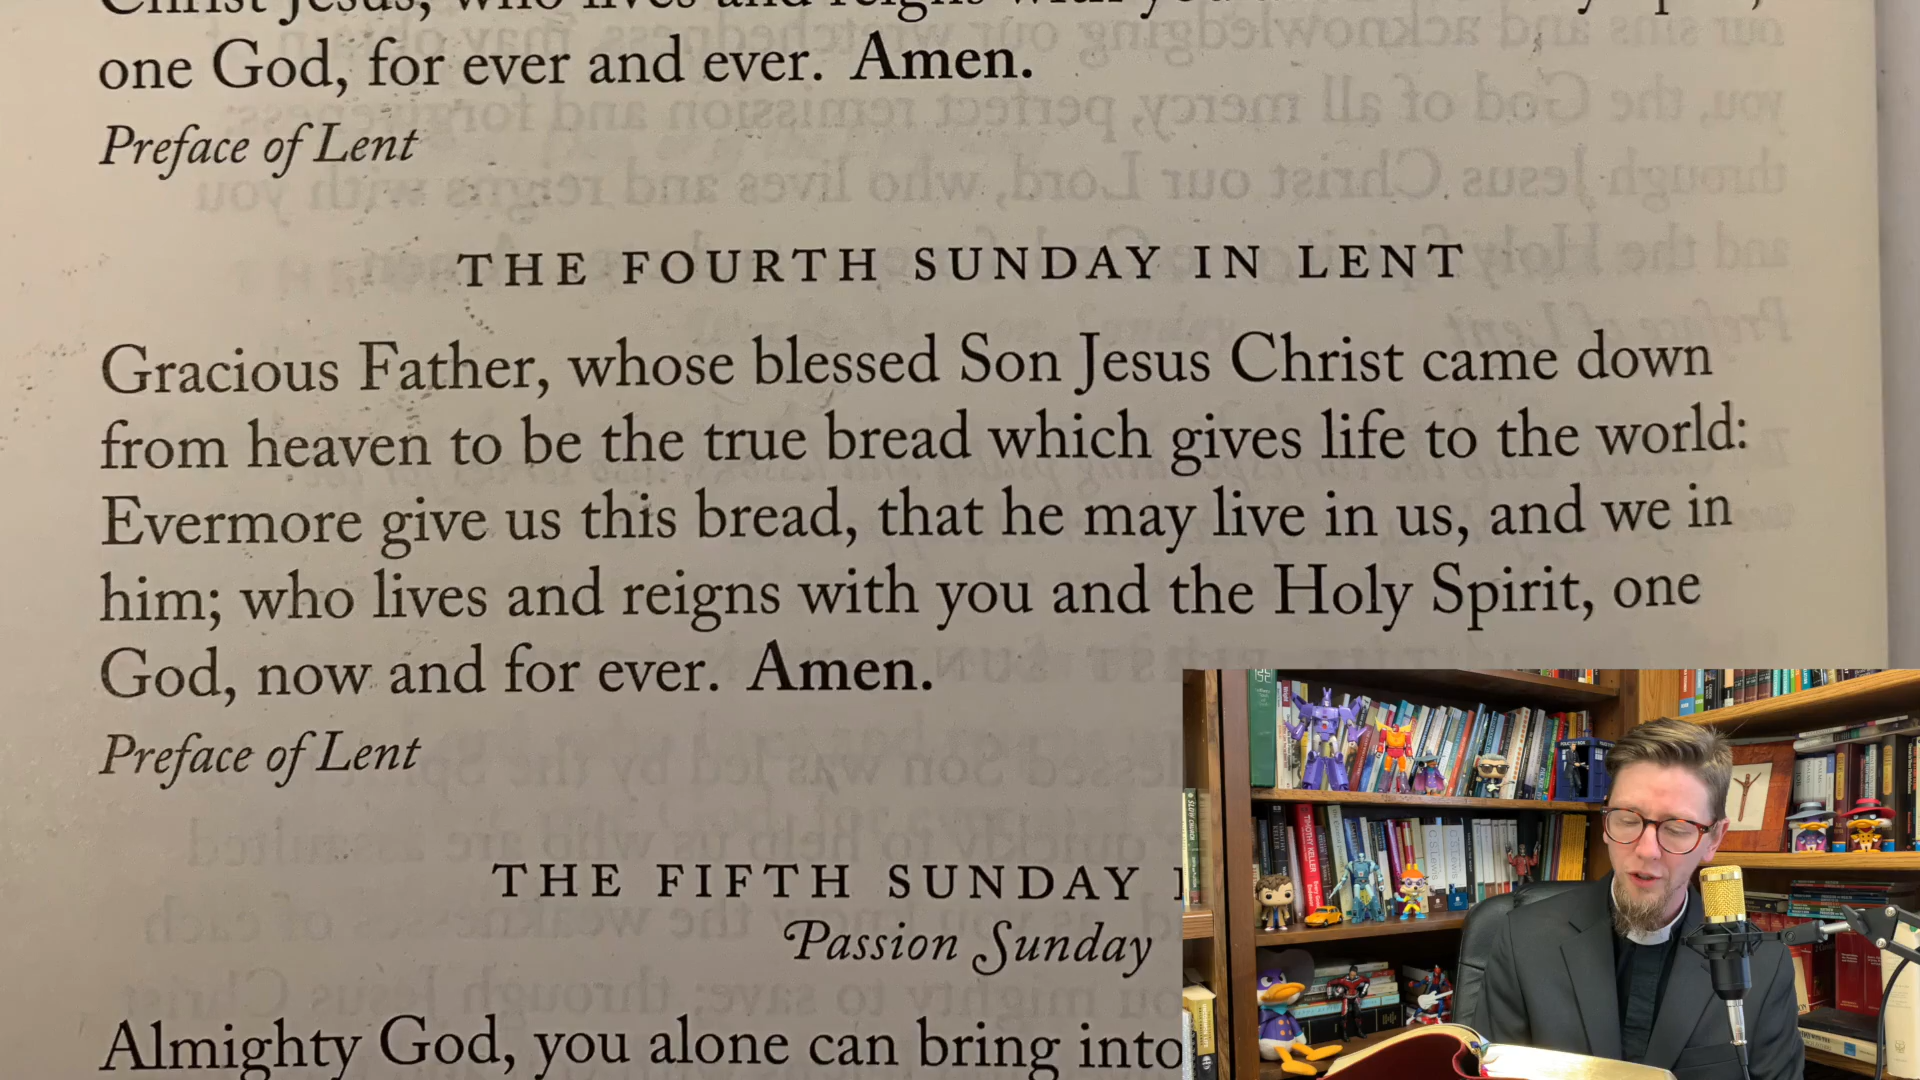 one God, for ever and ever. Amen.
Preface of Lent
THE FOURTH SUNDAY IN LENT
Gracious Father, whose blessed Son Jesus Christ came down
from heaven to be the true bread which gives life to the world:
Evermore give us this bread, that he may live in us, and we in
him; who lives and reigns with you and the Holy Spirit, one
God, now and for ever. Amen.
Preface of Lent
THE FIFTH SUNDAY
Passion Sunday
Almighty God, you alone can bring into
TIMOTHY KELLER